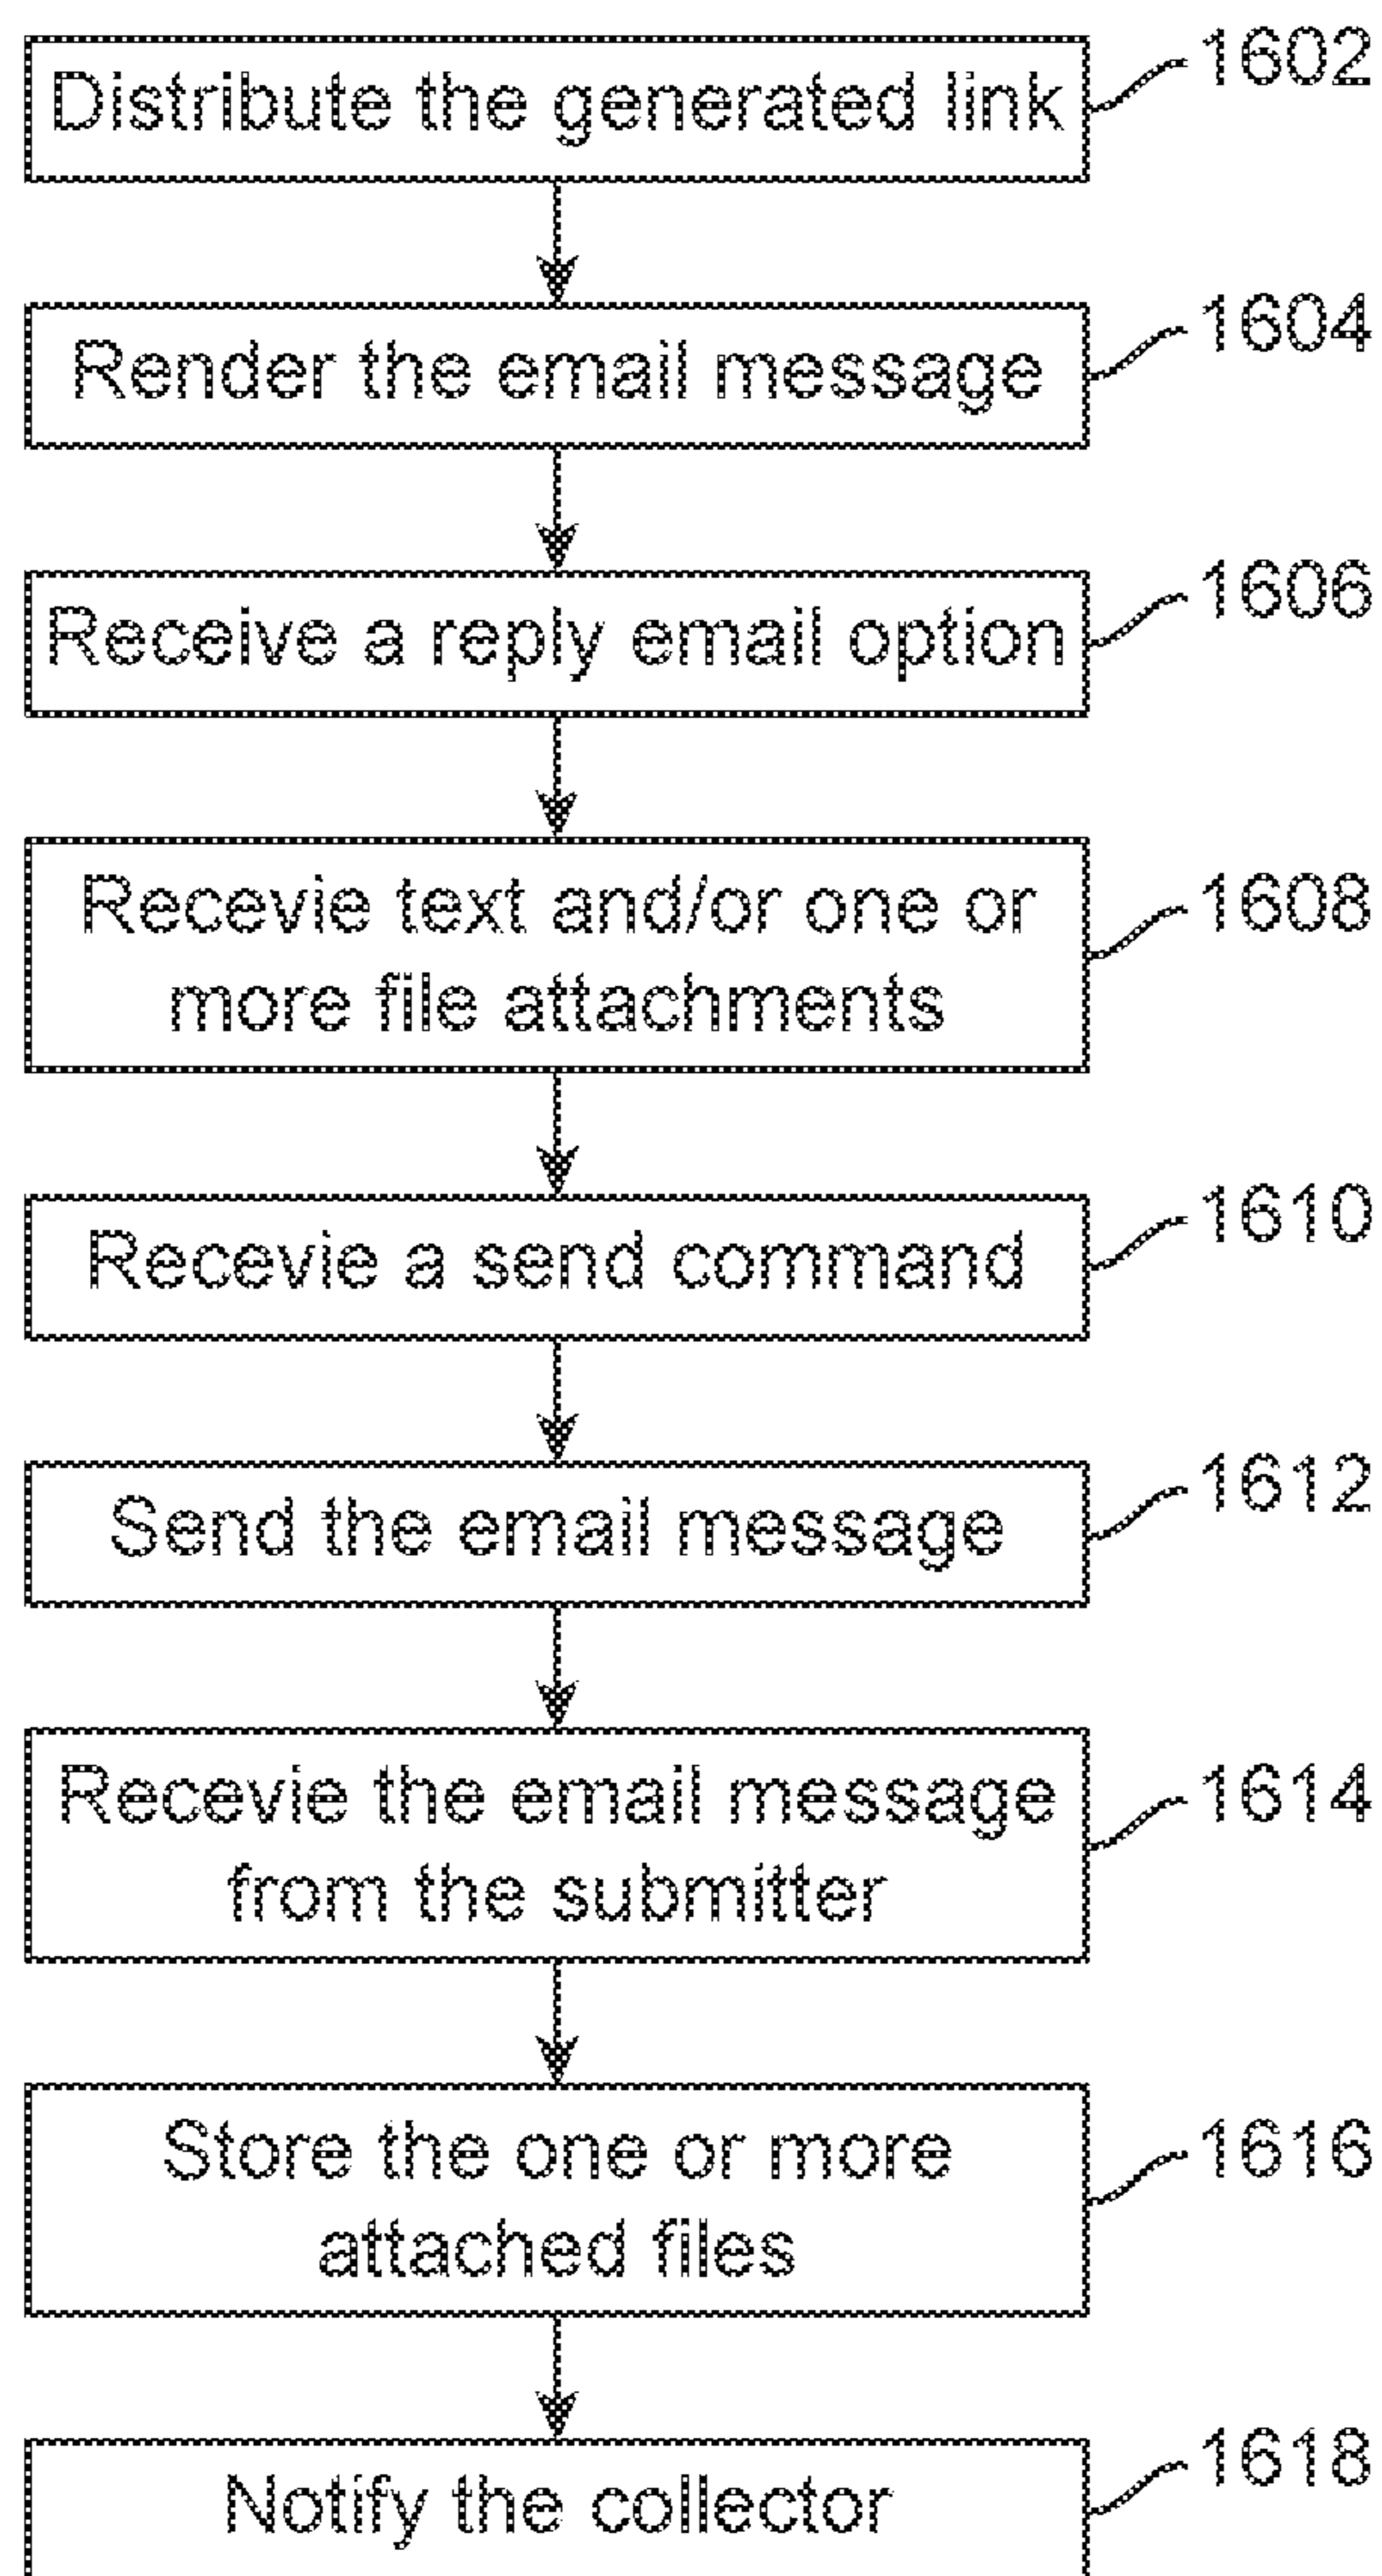 Distribute the generated link
1602
Render the email message
1604
Receive a reply email option
1606
Recevie text and/or one or
more file attachments
1608
Recevie a send command
1610
Send the email message
1612
Recevie the email message
from the submitter
1614
Store the one or more
attached files
1616
Notify the collector
1618